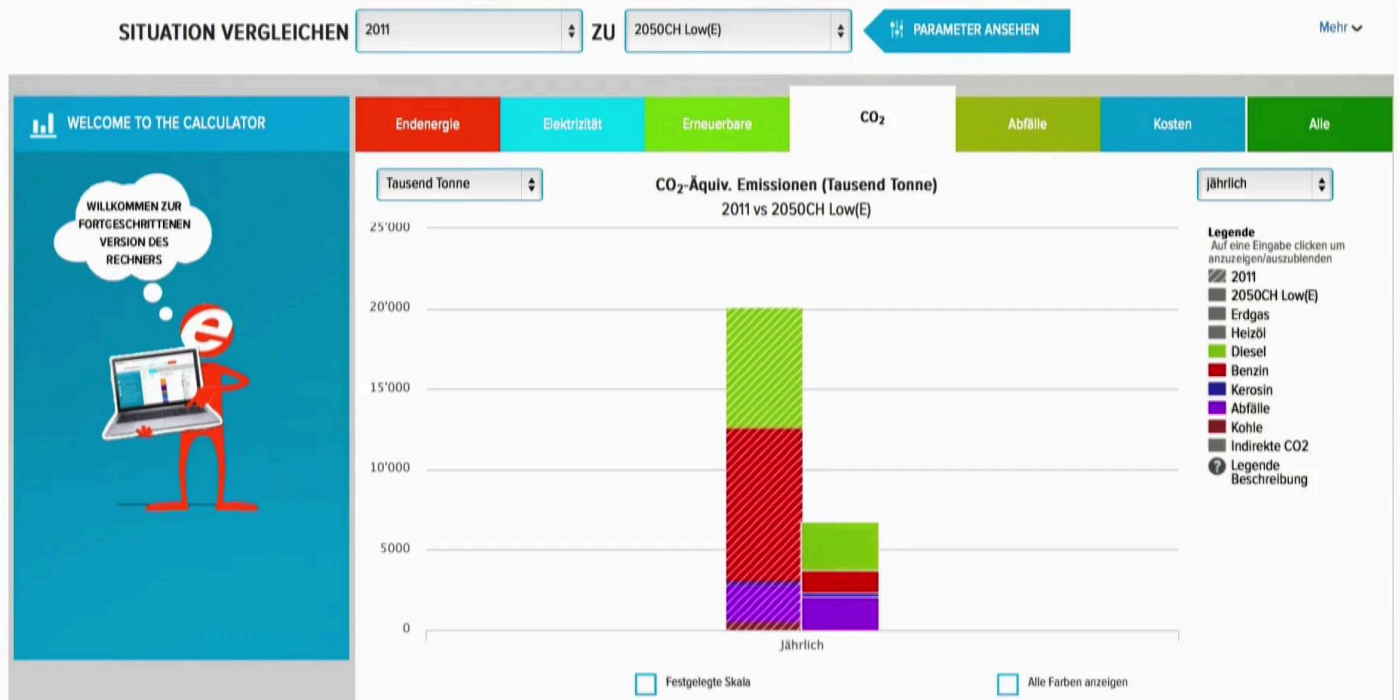 SITUATION VERGLEICHEN 2011 ZU 2050CH Low(E) PARAMETER ANSEHEN Mehr
WELCOME TO THE CALCULATOR
Endenergie Elektrizität Erneuerbare CO₂ Abfälle Kosten Alle
WILLKOMMEN ZUR
FORTGESCHRITTENEN
VERSION DES
RECHNERS
e
Tausend Tonne
CO₂-Äquiv. Emissionen (Tausend Tonne)
2011 vs 2050CH Low(E)
jährlich
25'000
20'000
15'000
10'000
5000
0
Jährlich
Legende
Auf eine Eingabe clicken um
anzuzeigen/auszublenden
2011
2050CH Low(E)
Erdgas
Heizöl
Diesel
Benzin
Kerosin
Abfälle
Kohle
Indirekte CO2
? Legende
Beschreibung
Festgelegte Skala
Alle Farben anzeigen